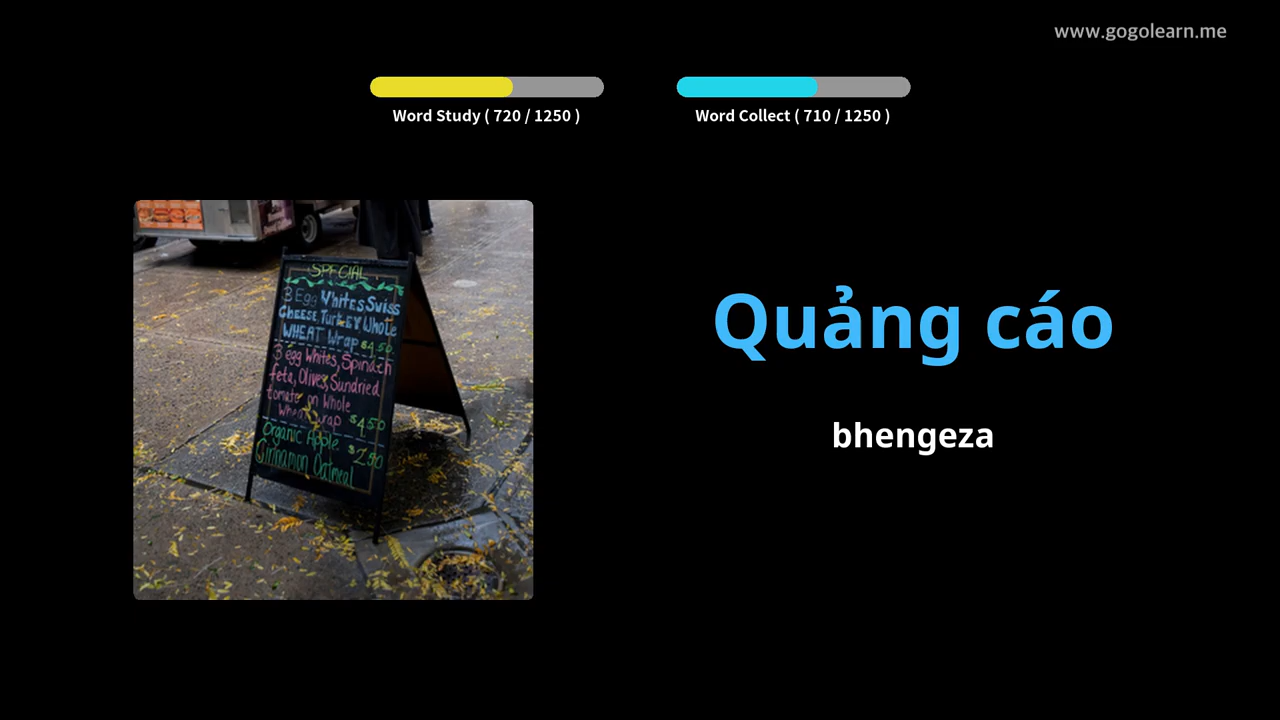 www.gogolearn.me
Word Study ( 720 / 1250 )
Word Collect ( 710 / 1250 )
SPECIAL
3 Egg Whites, Swiss
Cheese, Turkey Whole
WHEAT Wrap $4.50
3 egg Whites, Spinach
feta, Olives, Sundried
tomato on Whole
Wheat wrap $4.50
Organic Apple
Cinnamon Oatmeal $2.50
Quảng cáo
bhengeza